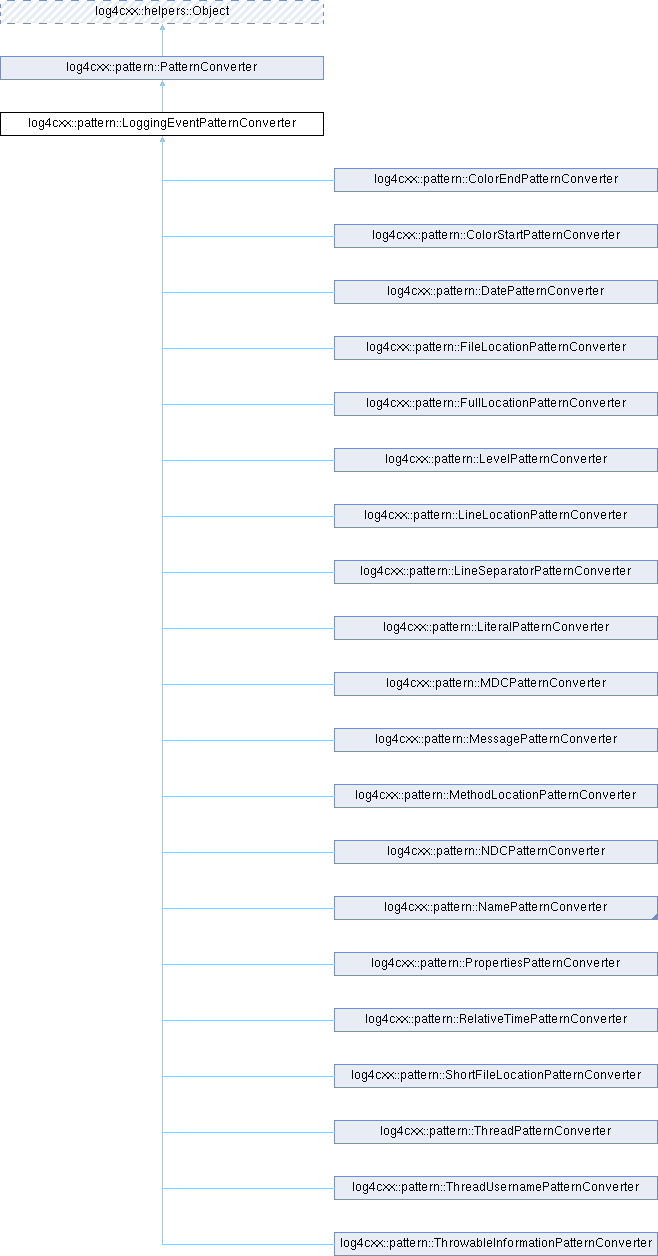 log4cxx::helpers::Object
log4cxx::pattern::PatternConverter
log4cxx::pattern::LoggingEventPatternConverter
log4cxx::pattern::ColorEndPatternConverter
log4cxx::pattern::ColorStartPatternConverter
log4cxx::pattern::DatePatternConverter
log4cxx::pattern::FileLocationPatternConverter
log4cxx::pattern::FullLocationPatternConverter
log4cxx::pattern::LevelPatternConverter
log4cxx::pattern::LineLocationPatternConverter
log4cxx::pattern::LineSeparatorPatternConverter
log4cxx::pattern::LiteralPatternConverter
log4cxx::pattern::MDCPatternConverter
log4cxx::pattern::MessagePatternConverter
log4cxx::pattern::MethodLocationPatternConverter
log4cxx::pattern::NDCPatternConverter
log4cxx::pattern::NamePatternConverter
log4cxx::pattern::PropertiesPatternConverter
log4cxx::pattern::RelativeTimePatternConverter
log4cxx::pattern::ShortFileLocationPatternConverter
log4cxx::pattern::ThreadPatternConverter
log4cxx::pattern::ThreadUsernamePatternConverter
log4cxx::pattern::ThrowableInformationPatternConverter